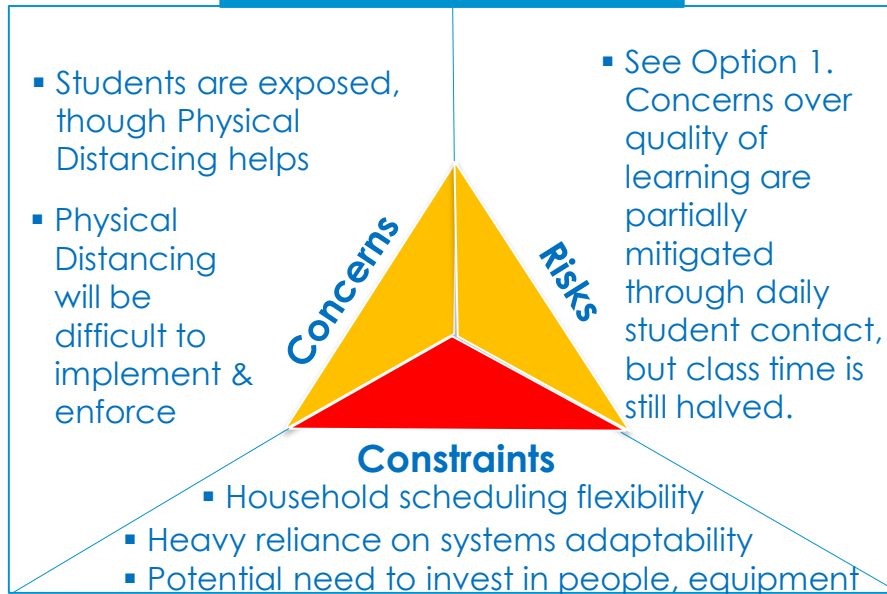 ▪ Students are exposed,
though Physical
Distancing helps
▪ Physical
Distancing
will be
difficult to
implement &
enforce
Concerns
Risks
▪ See Option 1.
Concerns over
quality of
learning are
partially
mitigated
through daily
student contact,
but class time is
still halved.
Constraints
▪ Household scheduling flexibility
▪ Heavy reliance on systems adaptability
▪ Potential need to invest in people, equipment